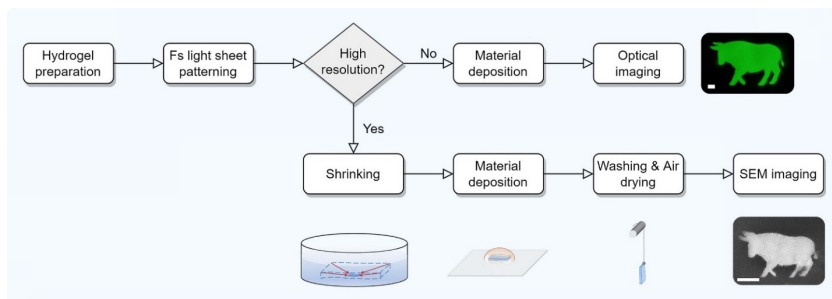 Hydrogel
preparation
Fs light sheet
patterning
High
resolution?
No
Material
deposition
Optical
imaging
Yes
Shrinking
Material
deposition
Washing & Air
drying
SEM imaging